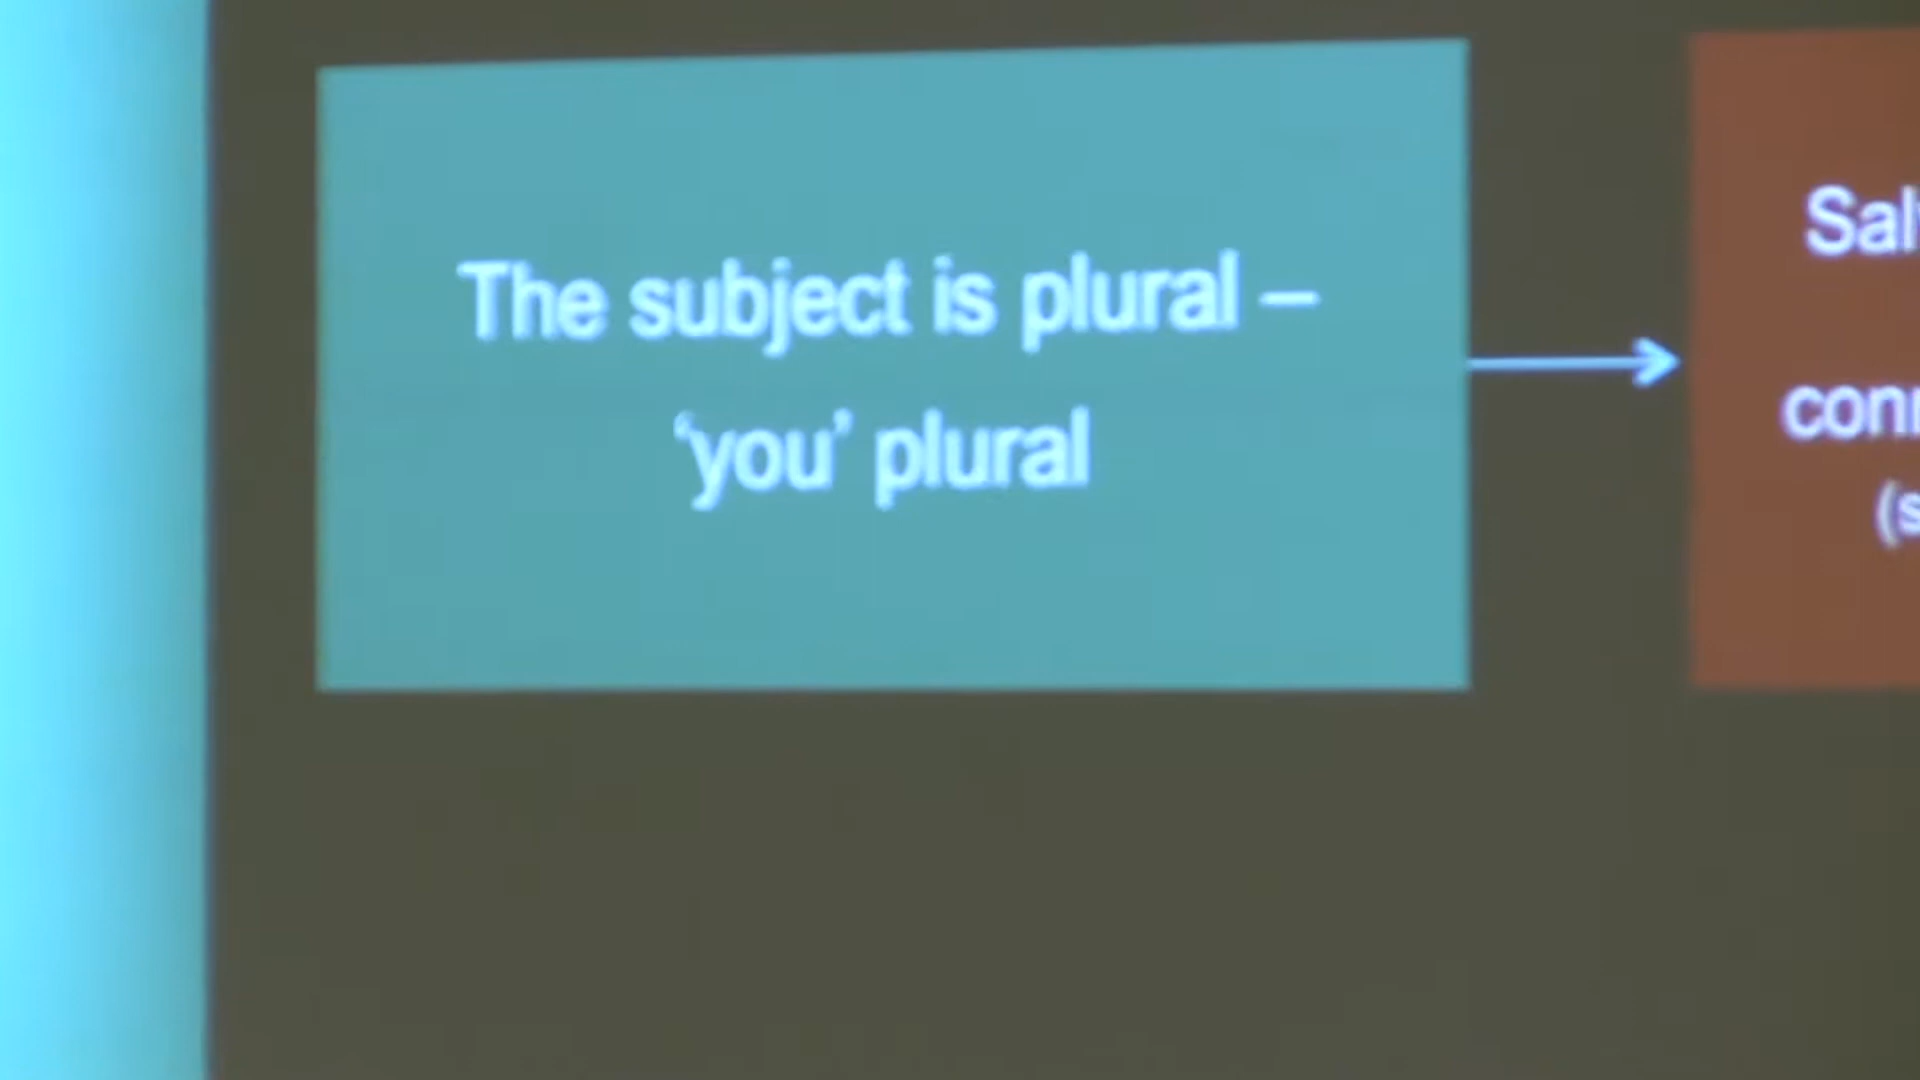 The subject is plural –
‘you’ plural